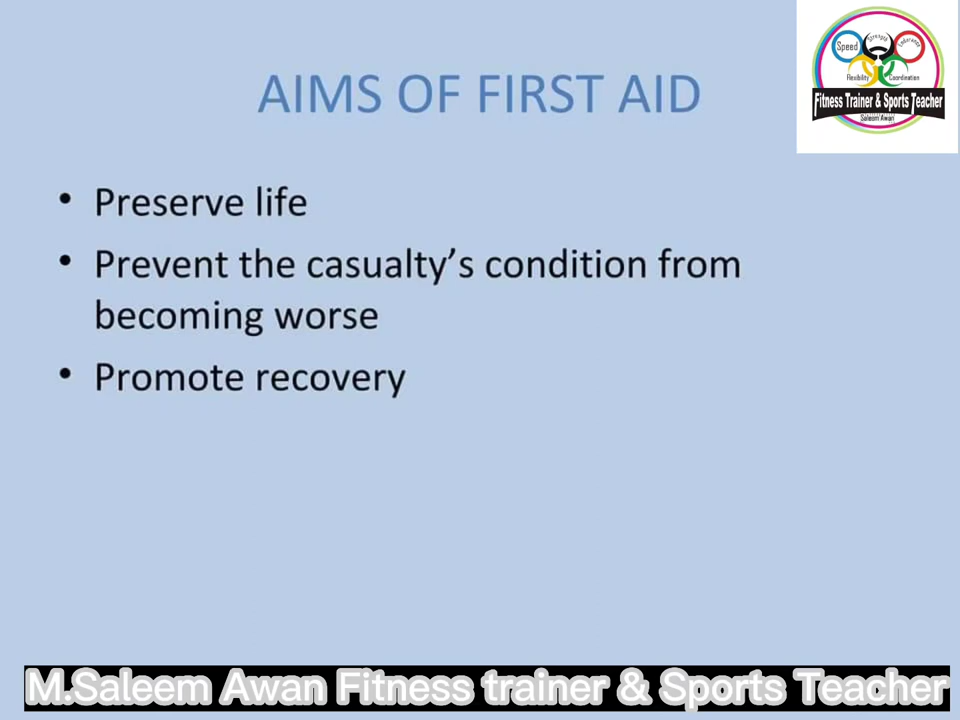 Speed
Strength
Endurance
Flexibility
Coordination
Fitness Trainer & Sports Teacher
Saleem Awan
AIMS OF FIRST AID
• Preserve life
• Prevent the casualty’s condition from
becoming worse
• Promote recovery
M.Saleem Awan Fitness trainer & Sports Teacher